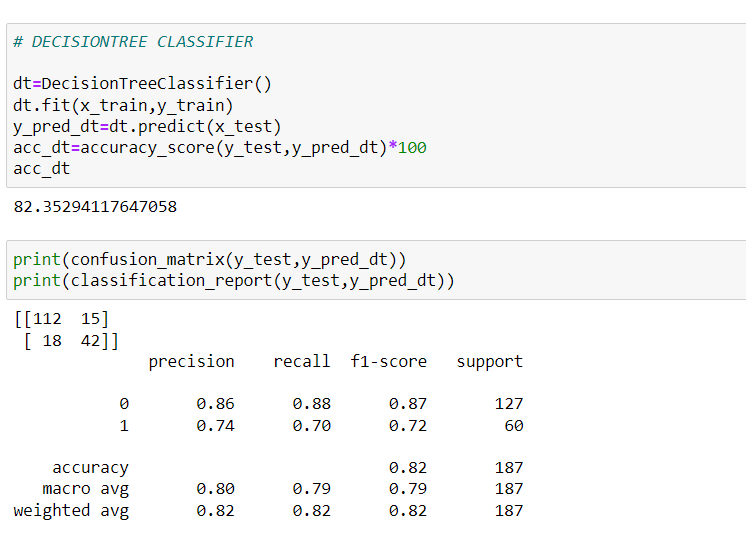 # DECISIONTREE CLASSIFIER
dt=DecisionTreeClassifier()
dt.fit(x_train,y_train)
y_pred_dt=dt.predict(x_test)
acc_dt=accuracy_score(y_test,y_pred_dt)*100
acc_dt
82.35294117647058
print(confusion_matrix(y_test,y_pred_dt))
print(classification_report(y_test,y_pred_dt))
[[112  15]
 [ 18  42]]
              precision    recall  f1-score   support
           0       0.86      0.88      0.87       127
           1       0.74      0.70      0.72        60
    accuracy                           0.82       187
   macro avg       0.80      0.79      0.79       187
weighted avg       0.82      0.82      0.82       187